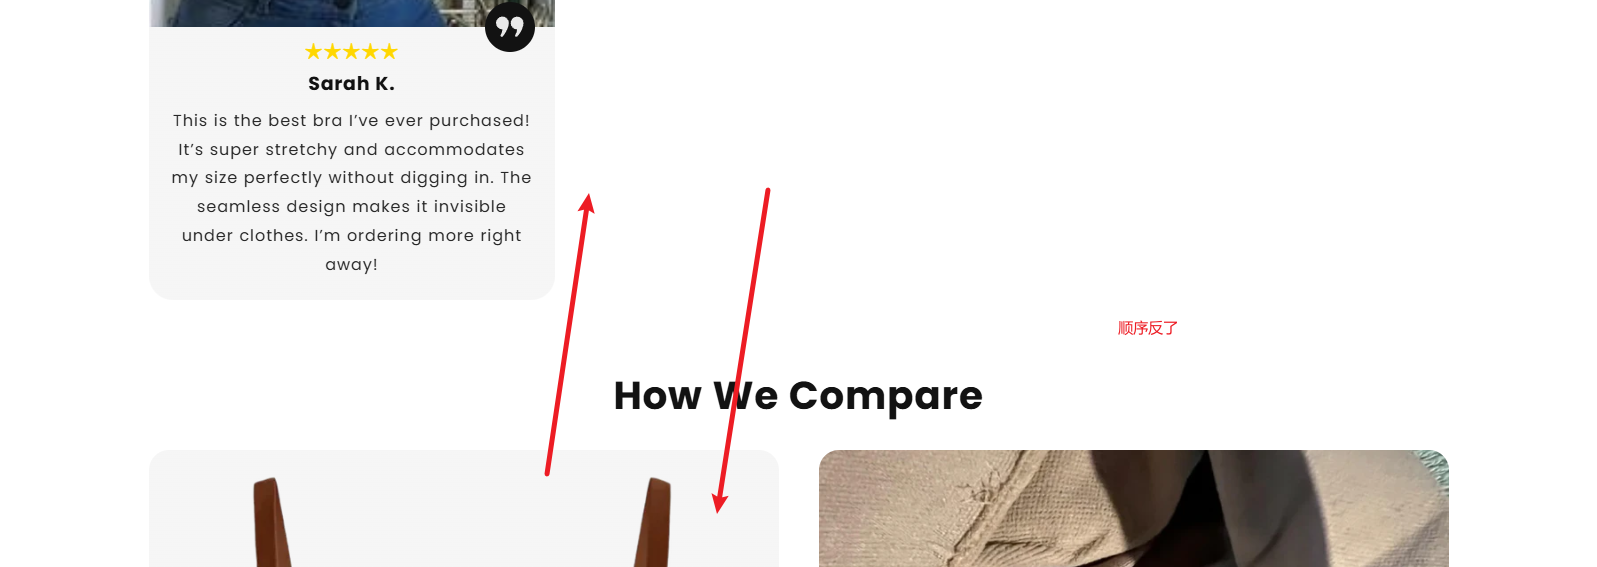 Sarah K.
This is the best bra I’ve ever purchased!
It’s super stretchy and accommodates
my size perfectly without digging in. The
seamless design makes it invisible
under clothes. I’m ordering more right
away!
顺序反了
How We Compare